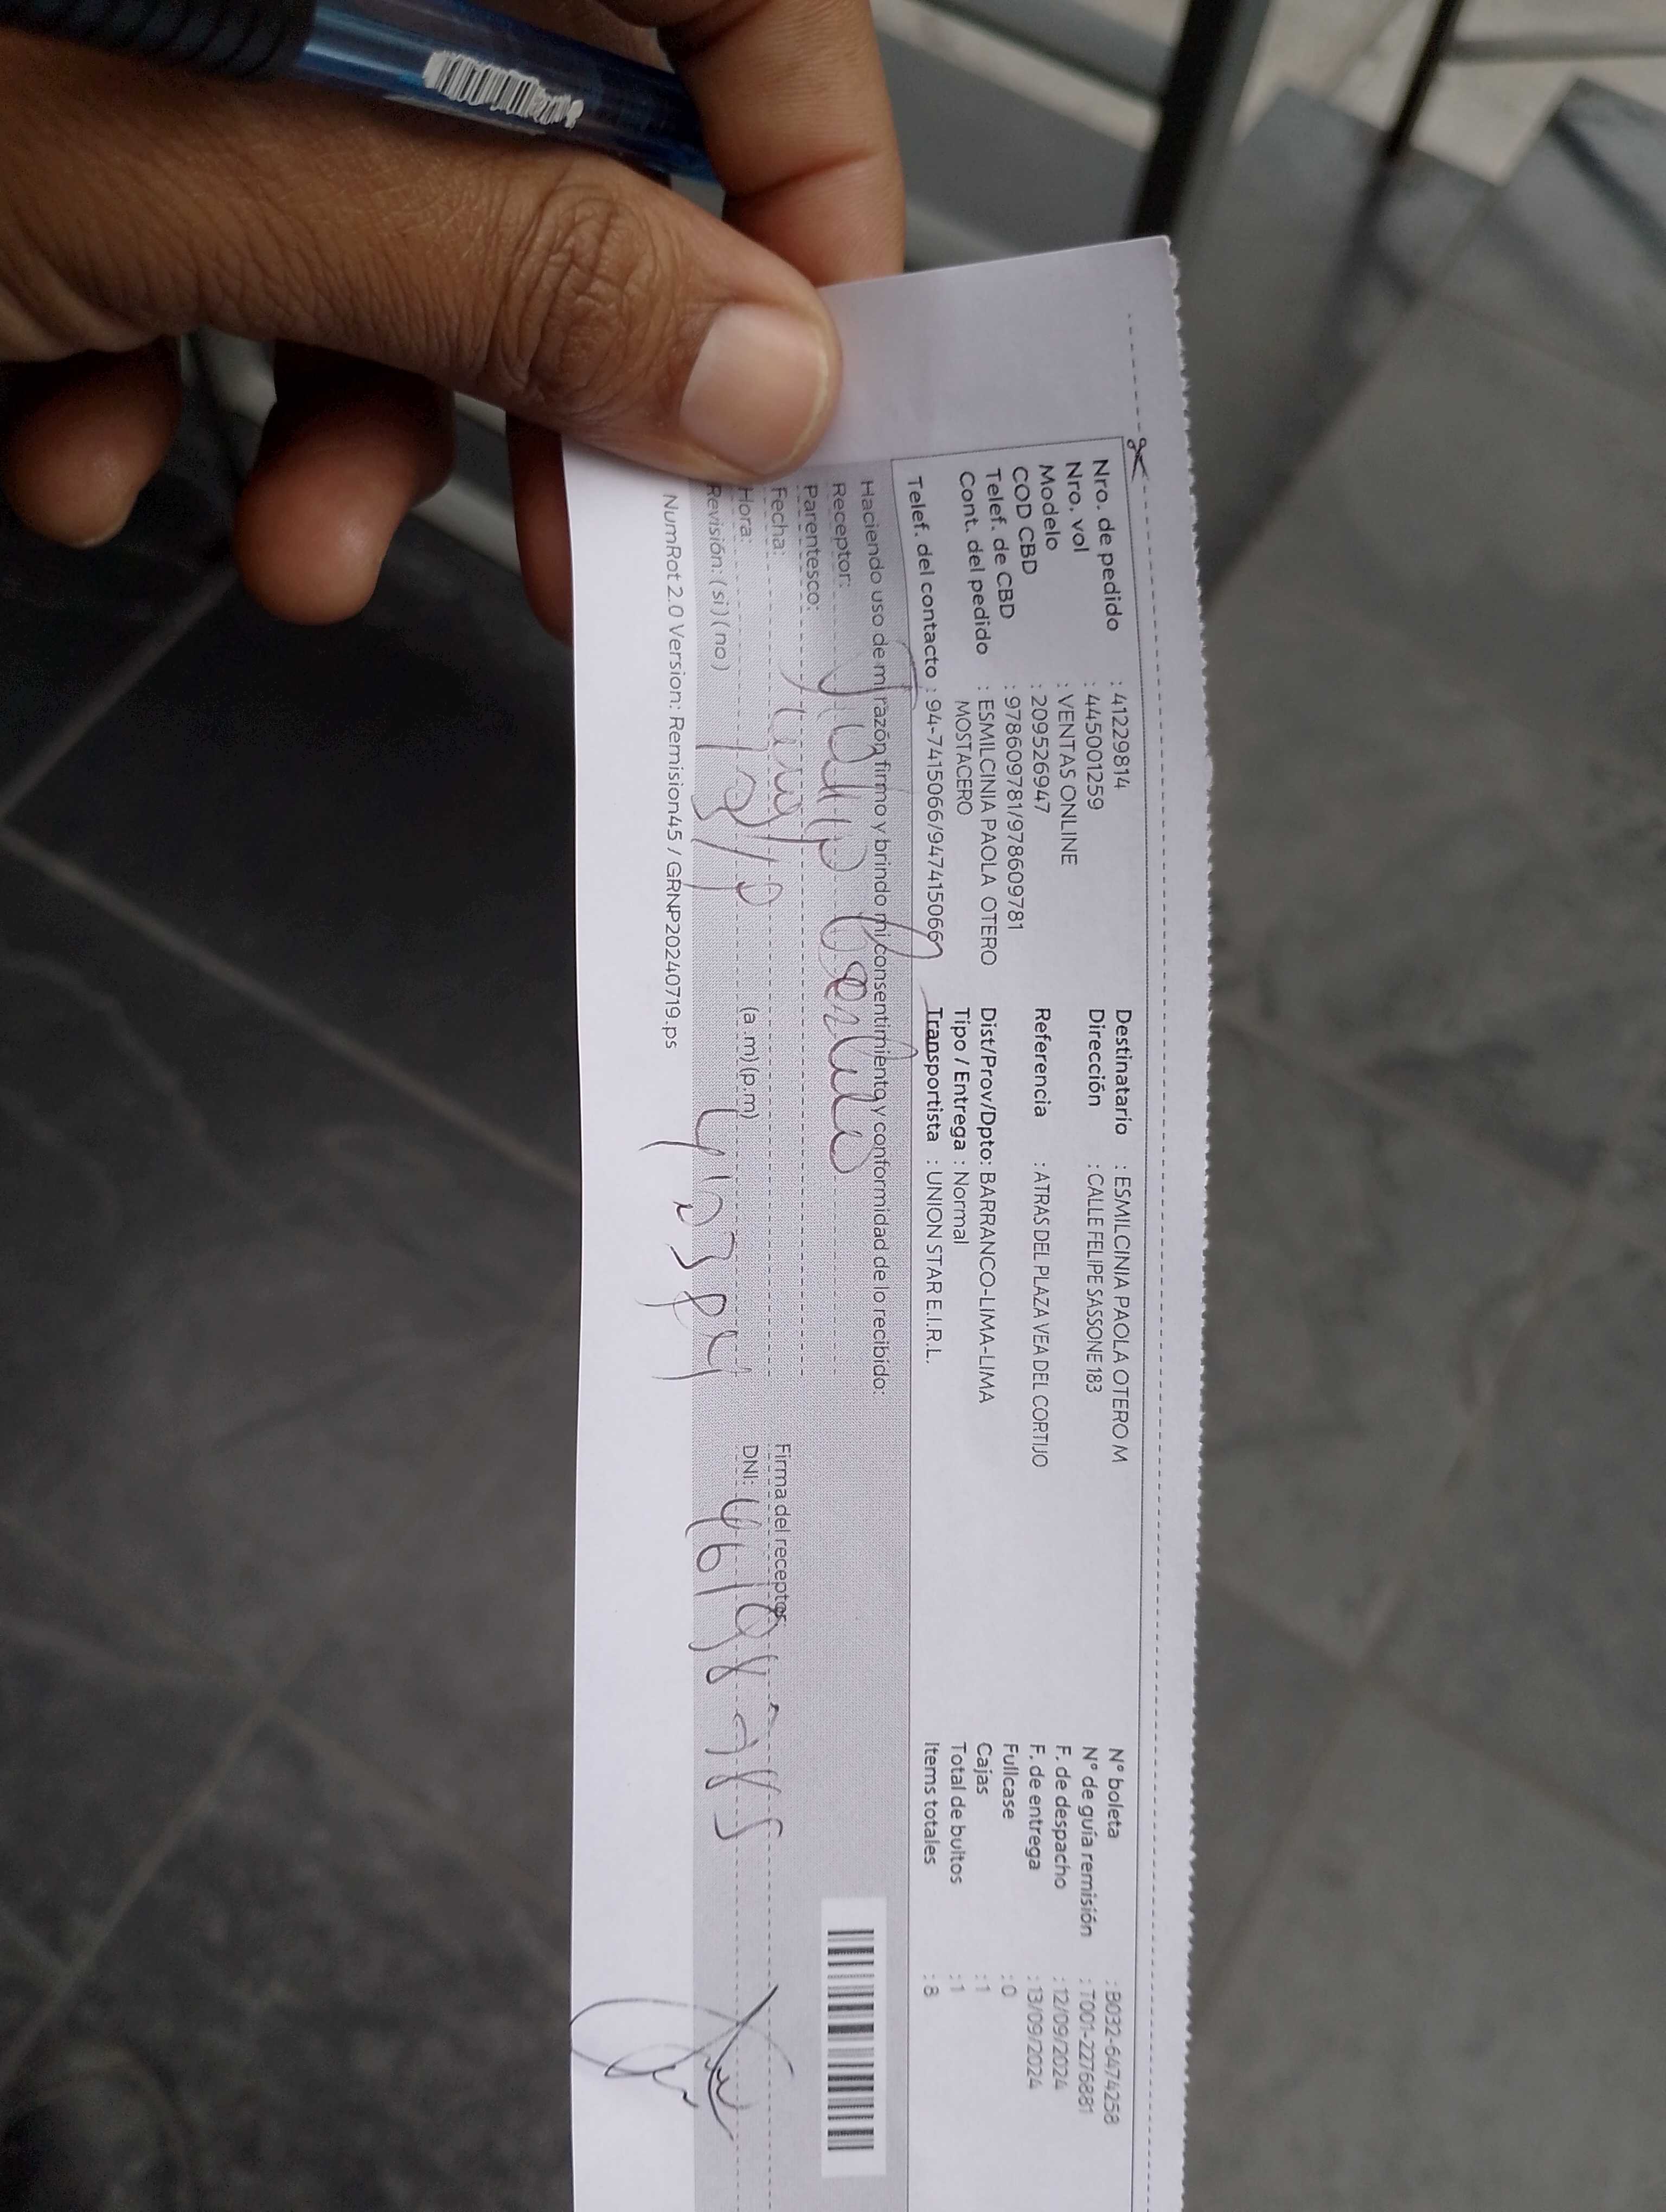 Nro. de pedido : 41229814
Nro. vol : 445001259
Modelo : VENTAS ONLINE
COD CBD : 209526947
Telef. de CBD : 978609781/978609781
Cont. del pedido : ESMILCINIA PAOLA OTERO
MOSTACERO
Telef. del contacto : 94-7415066/947415066
Destinatario : ESMILCINIA PAOLA OTERO M
Dirección : CALLE FELIPE SASSONE 183
Referencia : ATRAS DEL PLAZA VEA DEL CORTIJO
Dist/Prov/Dpto: BARRANCO-LIMA-LIMA
Tipo / Entrega : Normal
Transportista : UNION STAR E.I.R.L.
N° boleta : B032-6474258
N° de guía remisión : T001-2276881
F. de despacho : 12/09/2024
F. de entrega : 13/09/2024
Fullcase : 0
Cajas : 1
Total de bultos : 1
Items totales : 8
Haciendo uso de mi razón firmo y brindo mi consentimiento y conformidad de lo recibido:
Receptor:
Parentesco:
Fecha:
Hora: (a.m) (p.m)
Revisión: (si) (no)
Firma del receptor
DNI:
NumRot 2.0 Version: Remision45 / GRNP20240719.ps